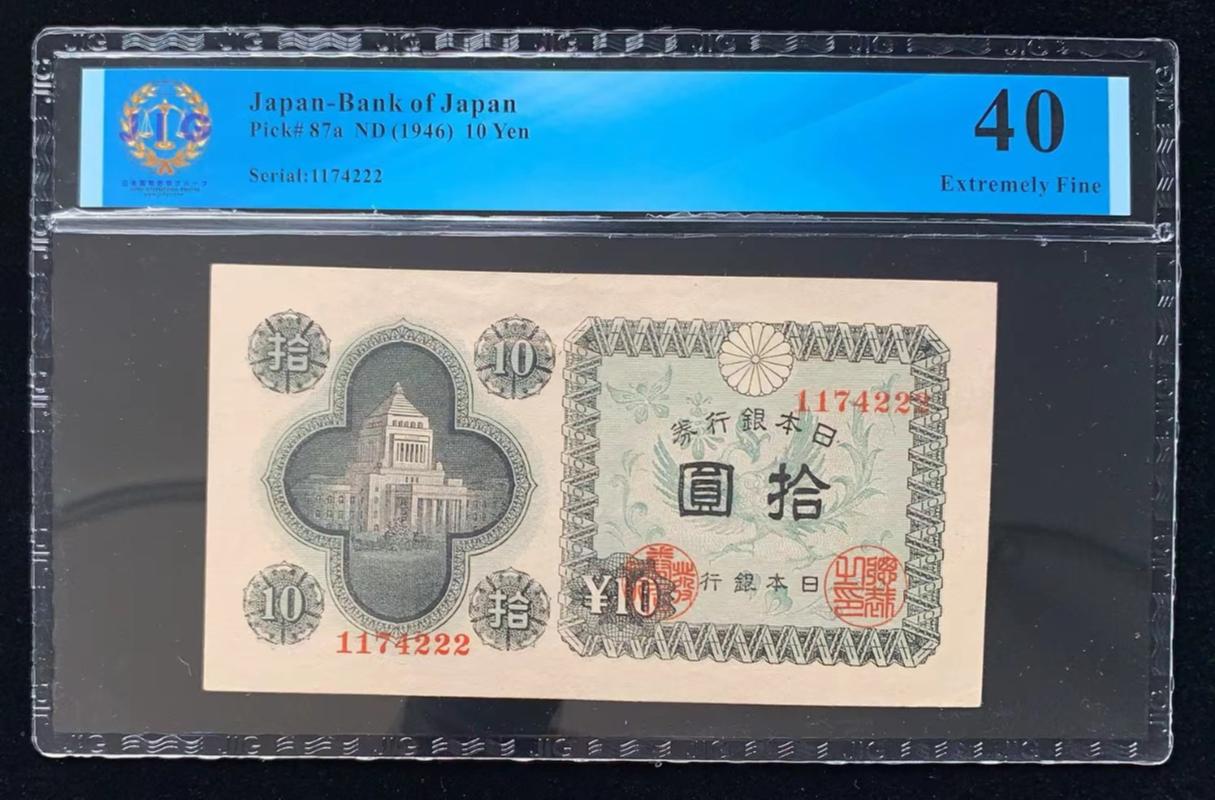 JIG
Japan-Bank of Japan
Pick# 87a ND (1946) 10 Yen
Serial:1174222
40
Extremely Fine
拾
10
1174222
券行銀本日
圓拾
10
拾
¥10
行銀本日
1174222